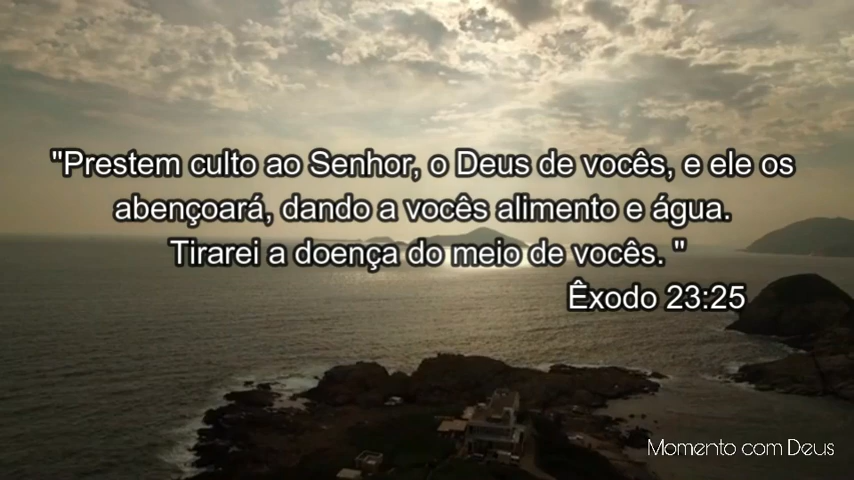 "Prestem culto ao Senhor, o Deus de vocês, e ele os
abençoará, dando a vocês alimento e água.
Tirarei a doença do meio de vocês. "
Êxodo 23:25
Momento com Deus